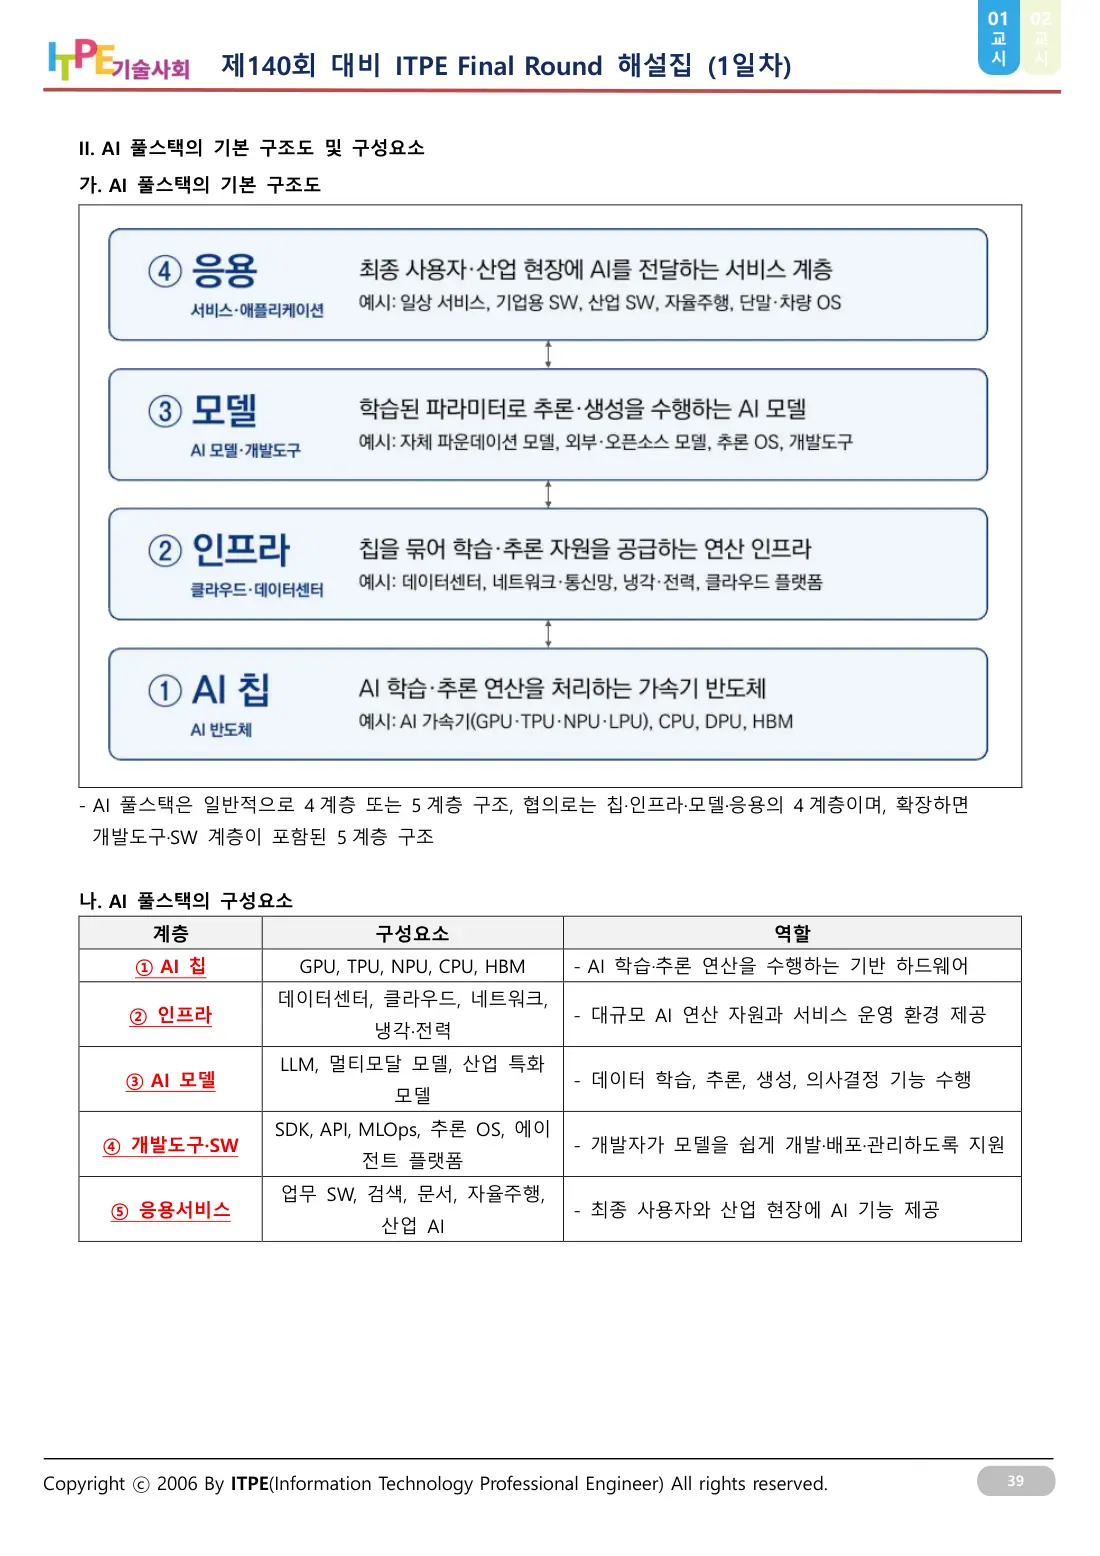 ITPE기술사회 제140회 대비 ITPE Final Round 해설집 (1일차)
01 교시
02 교시
II. AI 풀스택의 기본 구조도 및 구성요소
가. AI 풀스택의 기본 구조도
④ 응용
서비스·애플리케이션
최종 사용자·산업 현장에 AI를 전달하는 서비스 계층
예시: 일상 서비스, 기업용 SW, 산업 SW, 자율주행, 단말·차량 OS
③ 모델
AI 모델·개발도구
학습된 파라미터로 추론·생성을 수행하는 AI 모델
예시: 자체 파운데이션 모델, 외부·오픈소스 모델, 추론 OS, 개발도구
② 인프라
클라우드·데이터센터
칩을 묶어 학습·추론 자원을 공급하는 연산 인프라
예시: 데이터센터, 네트워크·통신망, 냉각·전력, 클라우드 플랫폼
① AI 칩
AI 반도체
AI 학습·추론 연산을 처리하는 가속기 반도체
예시: AI 가속기(GPU·TPU·NPU·LPU), CPU, DPU, HBM
- AI 풀스택은 일반적으로 4계층 또는 5계층 구조, 협의로는 칩·인프라·모델·응용의 4계층이며, 확장하면
개발도구·SW 계층이 포함된 5계층 구조
나. AI 풀스택의 구성요소
계층 구성요소 역할
① AI 칩 GPU, TPU, NPU, CPU, HBM - AI 학습·추론 연산을 수행하는 기반 하드웨어
② 인프라 데이터센터, 클라우드, 네트워크,
냉각·전력 - 대규모 AI 연산 자원과 서비스 운영 환경 제공
③ AI 모델 LLM, 멀티모달 모델, 산업 특화
모델 - 데이터 학습, 추론, 생성, 의사결정 기능 수행
④ 개발도구·SW SDK, API, MLOps, 추론 OS, 에이
전트 플랫폼 - 개발자가 모델을 쉽게 개발·배포·관리하도록 지원
⑤ 응용서비스 업무 SW, 검색, 문서, 자율주행,
산업 AI - 최종 사용자와 산업 현장에 AI 기능 제공
Copyright ⓒ 2006 By ITPE(Information Technology Professional Engineer) All rights reserved.
39